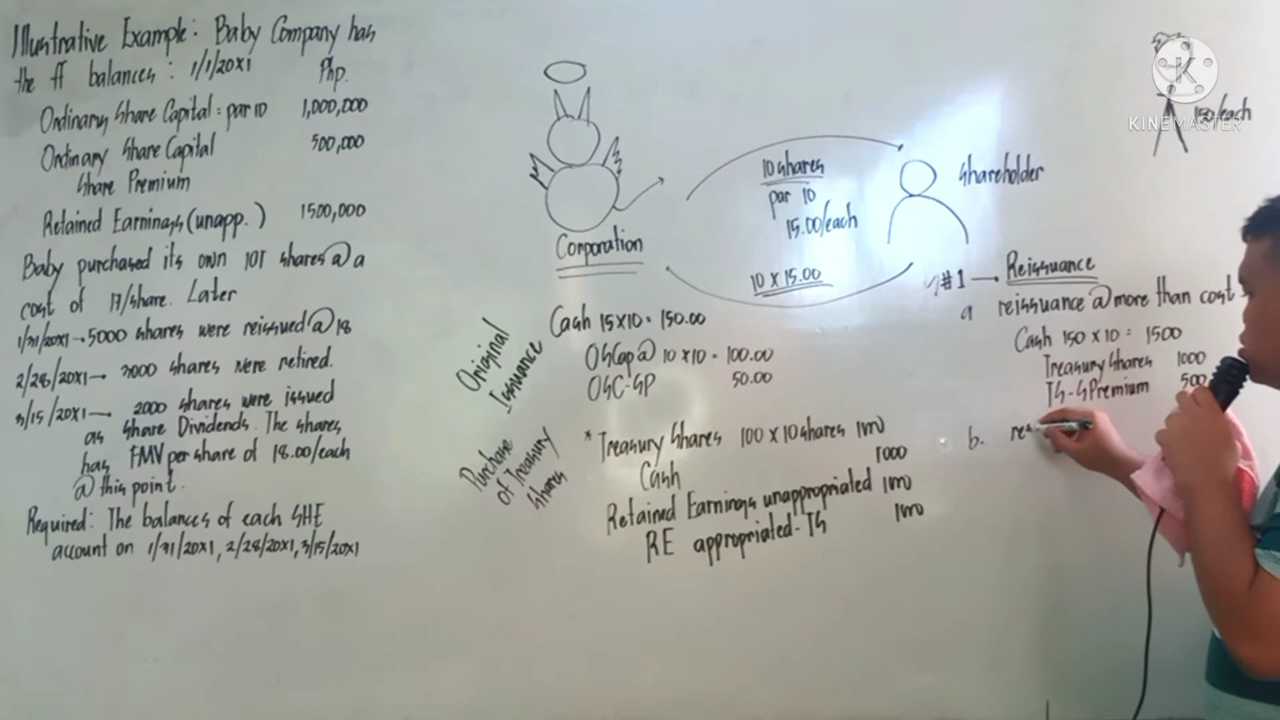 Illustrative Example: Baby Company has
the ff balances: 1/1/20x1 Php.
Ordinary Share Capital = par 10 1,000,000
Ordinary Share Capital 500,000
Share Premium
Retained Earnings (unapp.) 1500,000
Baby purchased its own 10T shares @ a
cost of 17/share. Later
1/31/20x1 → 5000 shares were reissued @ 18
2/28/20x1 → 3000 shares were retired.
3/15/20x1 — 2000 shares were issued
as share Dividends. The shares
has FMV per share of 18.00/each
@ this point.
Required: The balances of each SHE
account on 1/31/20x1, 2/28/20x1, 3/15/20x1
Corporation
10 shares
par 10
15.00/each
10 x 15.00
Shareholder
150/each
K
KINEMASTER
Original
Issuance
Cash 15x10 = 150.00
OSCap @ 10 x 10 = 100.00
OSC-SP 50.00
Purchase
of Treasury
Shares
* Treasury Shares 100 x 10 shares 1000
Cash 1000
Retained Earnings unappropriated 1000
RE appropriated-TS 1000
#1 → Reissuance
a reissuance @ more than cost
Cash 150 x 10 = 1500
Treasury Shares 1000
TS-SPremium 500
b.